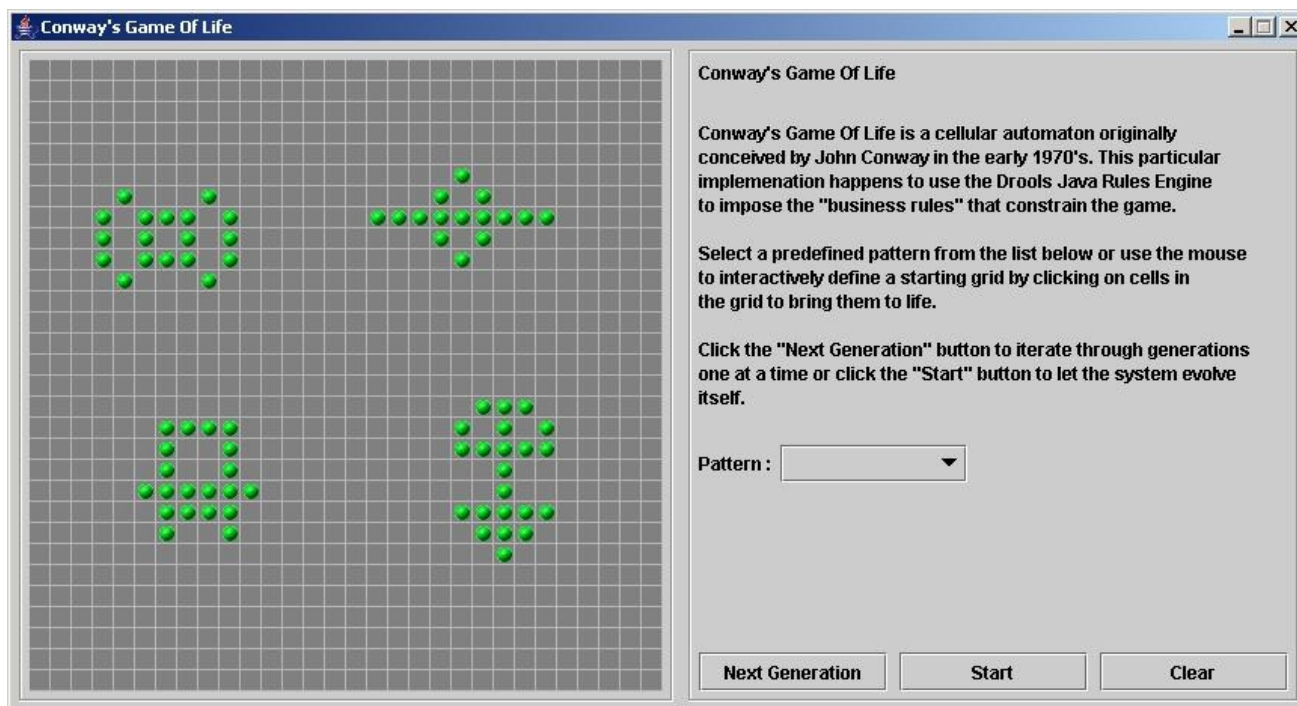 Conway's Game Of Life
Conway's Game Of Life
Conway's Game Of Life is a cellular automaton originally
conceived by John Conway in the early 1970's. This particular
implemenation happens to use the Drools Java Rules Engine
to impose the "business rules" that constrain the game.
Select a predefined pattern from the list below or use the mouse
to interactively define a starting grid by clicking on cells in
the grid to bring them to life.
Click the "Next Generation" button to iterate through generations
one at a time or click the "Start" button to let the system evolve
itself.
Pattern :
Next Generation
Start
Clear